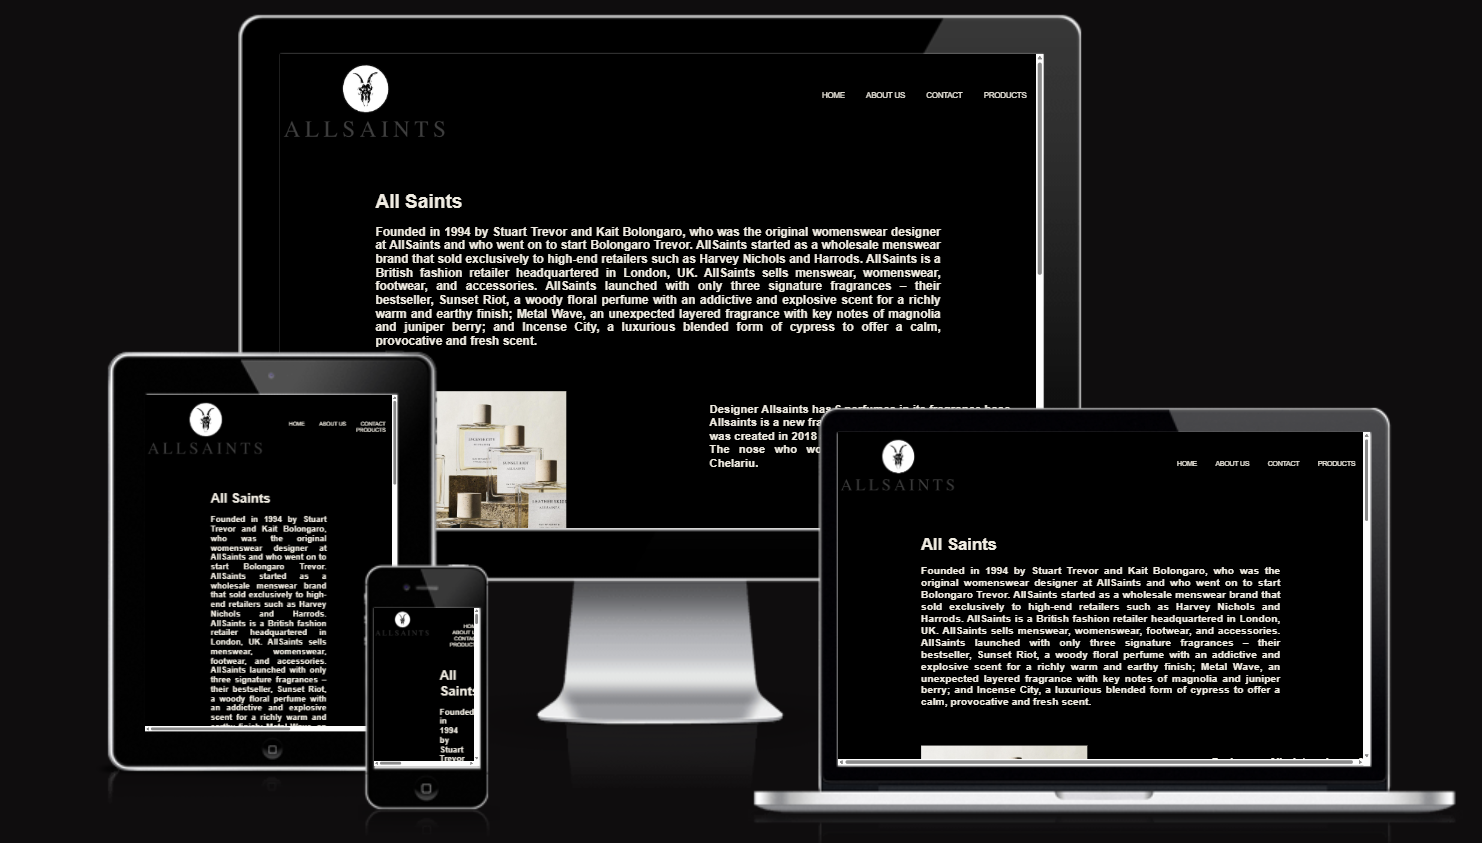 ALLSAINTS
HOME ABOUT US CONTACT PRODUCTS
All Saints
Founded in 1994 by Stuart Trevor and Kait Bolongaro, who was the original womenswear designer
at AllSaints and who went on to start Bolongaro Trevor. AllSaints started as a wholesale menswear
brand that sold exclusively to high-end retailers such as Harvey Nichols and Harrods. AllSaints is a
British fashion retailer headquartered in London, UK. AllSaints sells menswear, womenswear,
footwear, and accessories. AllSaints launched with only three signature fragrances – their
bestseller, Sunset Riot, a woody floral perfume with an addictive and explosive scent for a richly
warm and earthy finish; Metal Wave, an unexpected layered fragrance with key notes of magnolia
and juniper berry; and Incense City, a luxurious blended form of cypress to offer a calm,
provocative and fresh scent.
Designer Allsaints has 6 perfumes in its fragrance base.
Allsaints is a new
was created in 2018
The nose who
Chelariu.
INCENSE CITY
SUNSET RIOT
LEATHER SKIES
ALLSAINTS
HOME ABOUT US CONTACT
PRODUCTS
All Saints
Founded in 1994 by Stuart
Trevor and Kait Bolongaro,
who was the original
womenswear designer at
AllSaints and who went on to
start Bolongaro Trevor.
AllSaints started as a
wholesale menswear brand
that sold exclusively to high-
end retailers such as Harvey
Nichols and Harrods.
AllSaints is a British fashion
retailer headquartered in
London, UK. AllSaints sells
menswear, womenswear,
footwear, and accessories.
AllSaints launched with only
three signature fragrances –
their bestseller, Sunset Riot,
a woody floral perfume with
an addictive and explosive
scent for a richly warm and
earthy finish; Metal Wave, an
ALLSAINTS
ABOUT
All
Saints
Founded
in
1994
by
Stuart
Trevor
ALLSAINTS
HOME ABOUT US CONTACT PRODUCTS
All Saints
Founded in 1994 by Stuart Trevor and Kait Bolongaro, who was the
original womenswear designer at AllSaints and who went on to start
Bolongaro Trevor. AllSaints started as a wholesale menswear brand that
sold exclusively to high-end retailers such as Harvey Nichols and
Harrods. AllSaints is a British fashion retailer headquartered in London,
UK. AllSaints sells menswear, womenswear, footwear, and accessories.
AllSaints launched with only three signature fragrances – their
bestseller, Sunset Riot, a woody floral perfume with an addictive and
explosive scent for a richly warm and earthy finish; Metal Wave, an
unexpected layered fragrance with key notes of magnolia and juniper
berry; and Incense City, a luxurious blended form of cypress to offer a
calm, provocative and fresh scent.